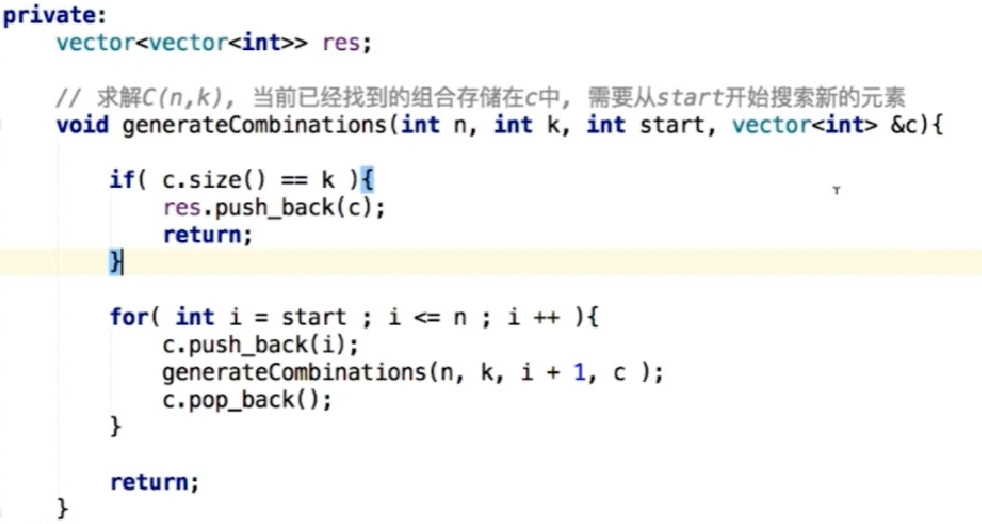 private:
    vector<vector<int>> res;
    // 求解C(n,k), 当前已经找到的组合存储在c中, 需要从start开始搜索新的元素
    void generateCombinations(int n, int k, int start, vector<int> &c){
        if( c.size() == k ){
            res.push_back(c);
            return;
        }
        for( int i = start ; i <= n ; i ++ ){
            c.push_back(i);
            generateCombinations(n, k, i + 1, c );
            c.pop_back();
        }
        return;
    }